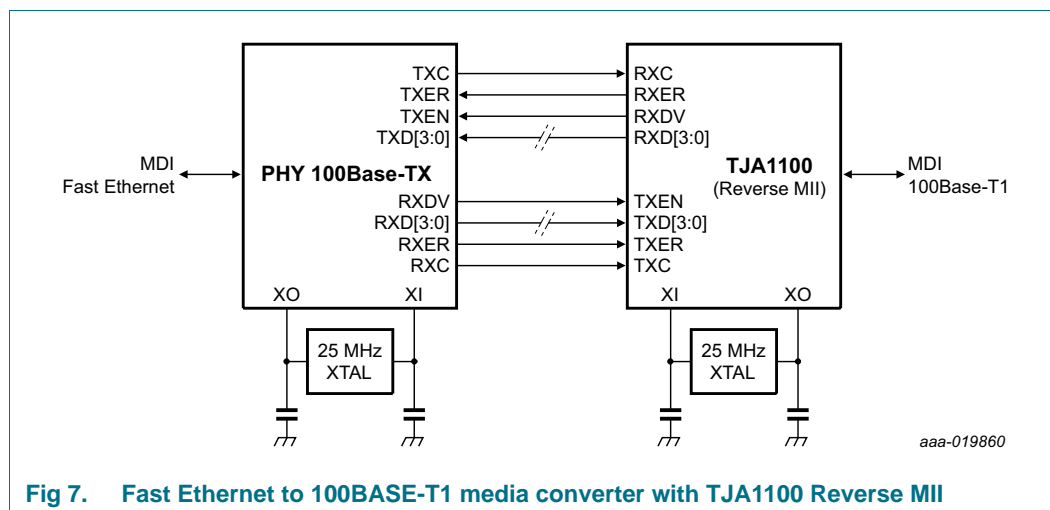 TXC
TXER
TXEN
TXD[3:0]
MDI
Fast Ethernet
PHY 100Base-TX
RXDV
RXD[3:0]
RXER
RXC
XO
XI
25 MHz
XTAL
RXC
RXER
RXDV
RXD[3:0]
TJA1100
(Reverse MII)
MDI
100Base-T1
TXEN
TXD[3:0]
TXER
TXC
XI
XO
25 MHz
XTAL
aaa-019860
Fig 7. Fast Ethernet to 100BASE-T1 media converter with TJA1100 Reverse MII